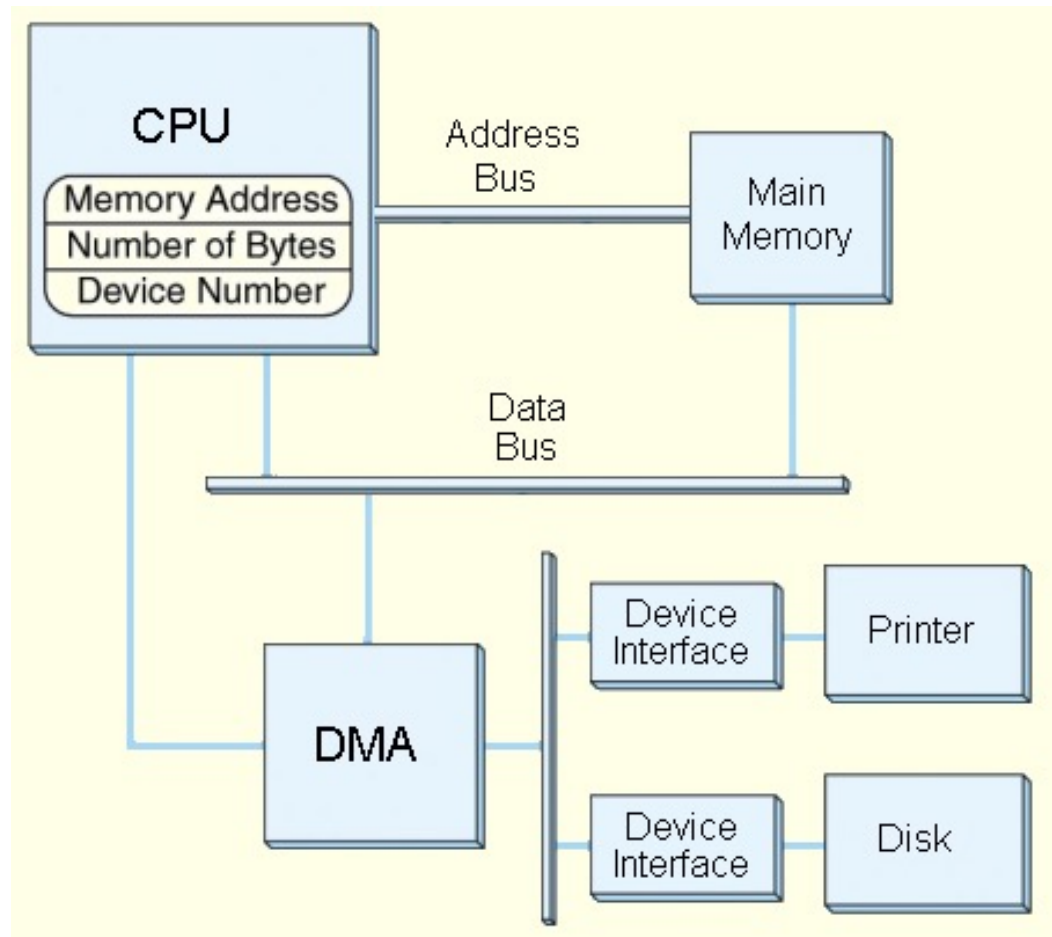 CPU
Memory Address
Number of Bytes
Device Number
Address
Bus
Main
Memory
Data
Bus
DMA
Device
Interface
Printer
Device
Interface
Disk